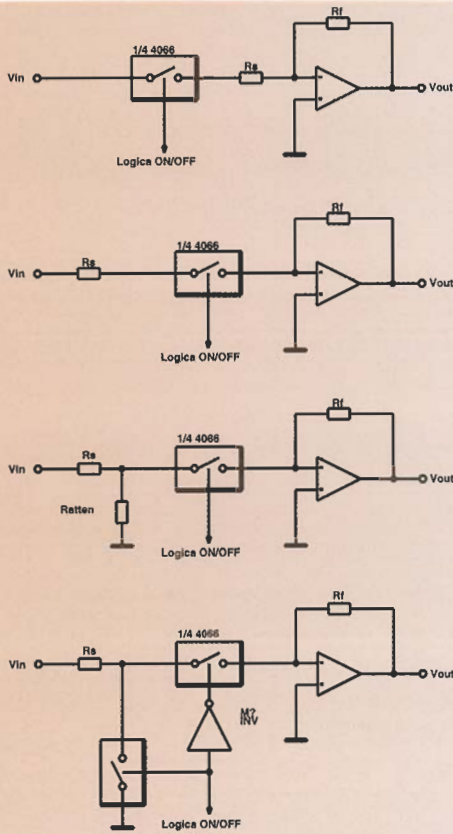 1/4 4066
Rs
Rf
Vin
Vout
Logica ON/OFF
1/4 4066
Rs
Rf
Vin
Vout
Logica ON/OFF
1/4 4066
Rs
Rf
Vin
Vout
Ratten
Logica ON/OFF
1/4 4066
Rs
Rf
Vin
Vout
M?
INV
Logica ON/OFF